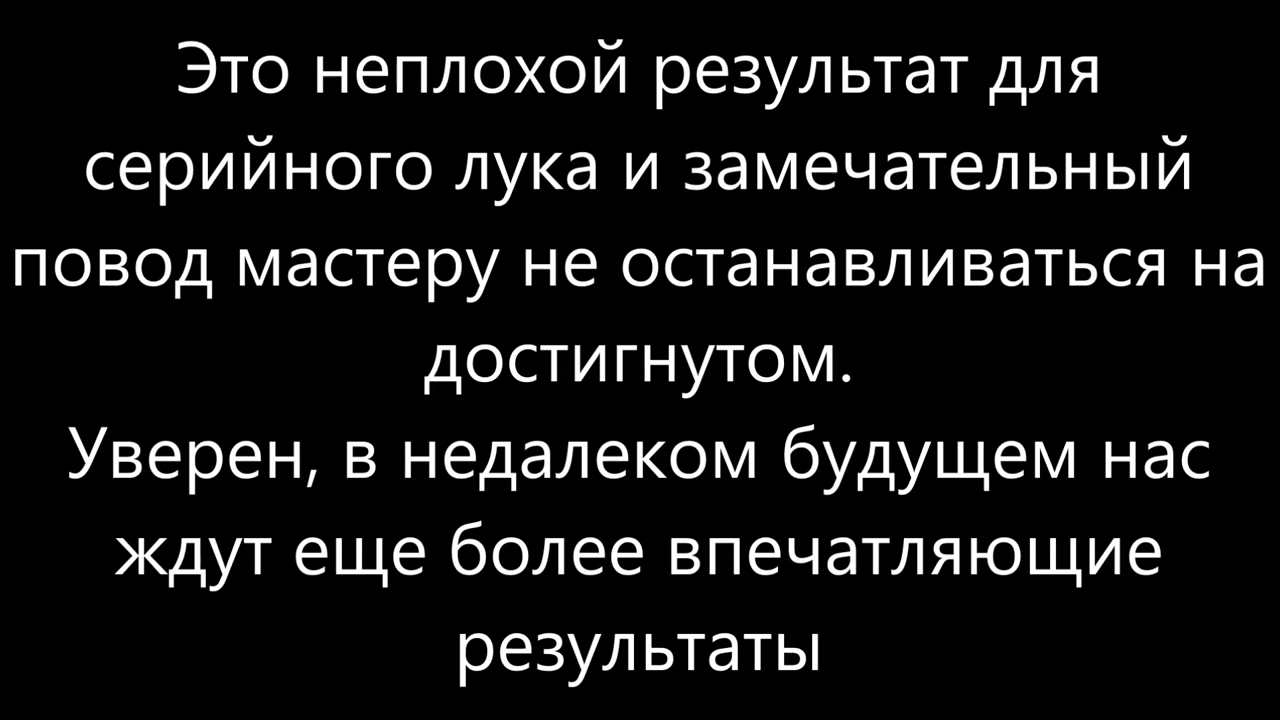 Это неплохой результат для
серийного лука и замечательный
повод мастеру не останавливаться на
достигнутом.
Уверен, в недалеком будущем нас
ждут еще более впечатляющие
результаты